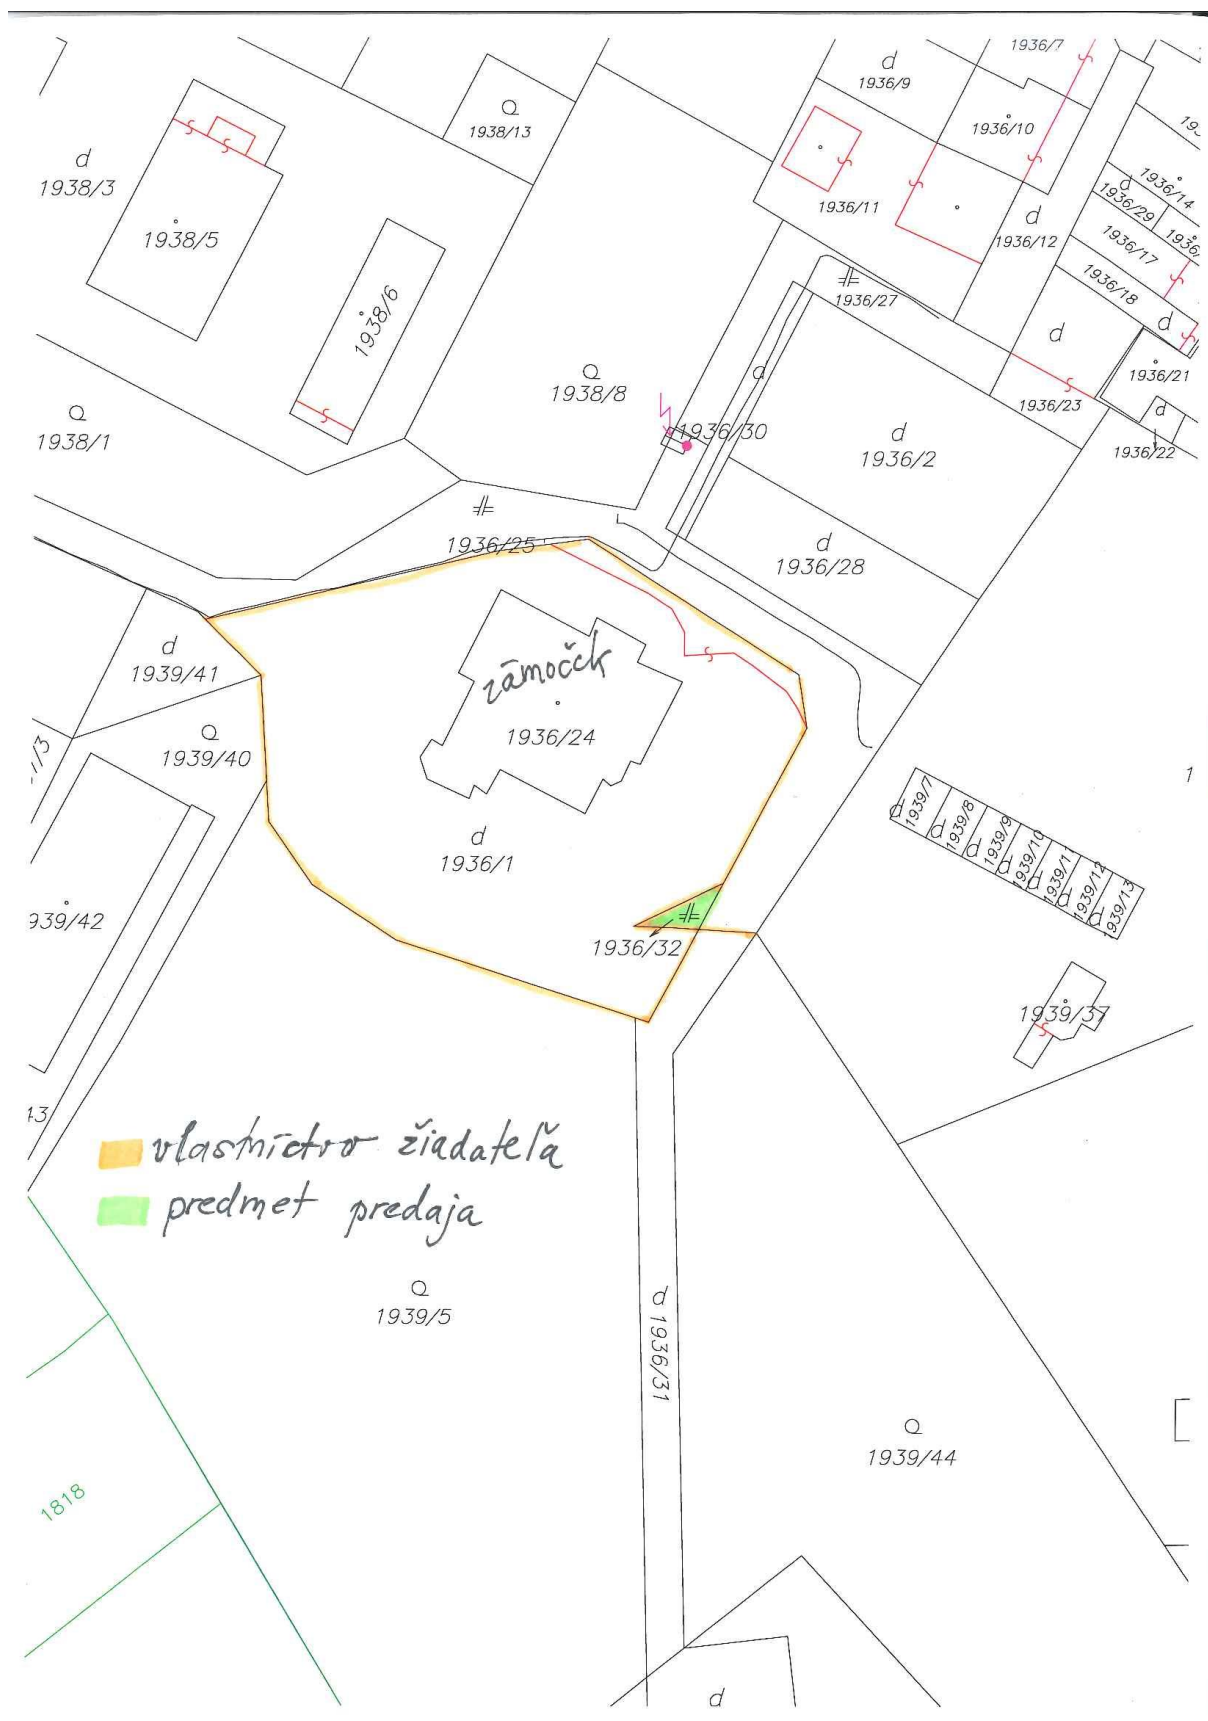 1936/7
d
1936/9
Q
1938/13
1936/10
d
1938/3
1936/14
d
1936/29
1936/11
d
1936/12
1938/5
1936/17
1936/18
1936/27
1938/6
d
d
d
1936/21
Q
1938/8
d
1936/23
d
Q
1938/1
1936/30
d
1936/2
1936/22
1936/25
d
1936/28
d
1939/41
zámoček
1936/24
Q
1939/40
d
1939/7
d
1939/8
d
1939/9
d
1939/10
d
1939/11
d
1939/12
d
1939/13
d
1936/1
939/42
1936/32
1939/37
vlastníctvo žiadateľa
predmet predaja
Q
1939/5
d 1936/31
Q
1939/44
1818
d